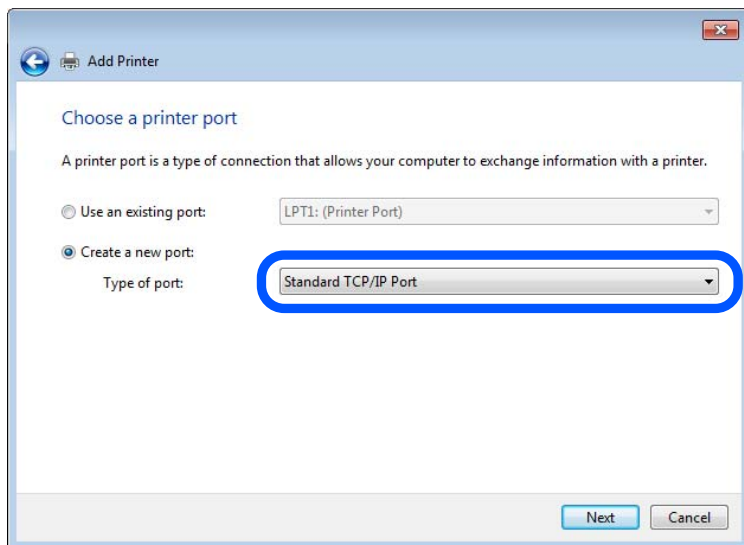 Add Printer
Choose a printer port
A printer port is a type of connection that allows your computer to exchange information with a printer.
Use an existing port: LPT1: (Printer Port)
Create a new port:
Type of port: Standard TCP/IP Port
Next Cancel